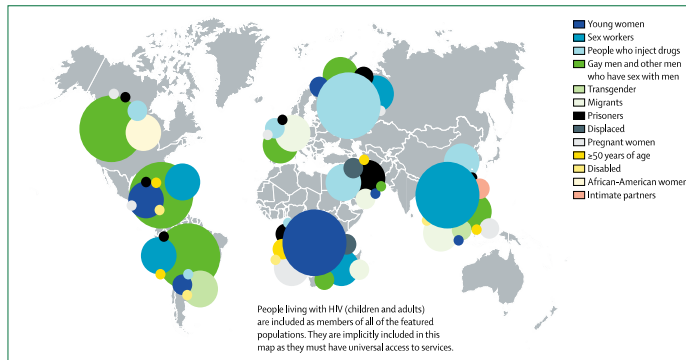 Young women
Sex workers
People who inject drugs
Gay men and other men
who have sex with men
Transgender
Migrants
Prisoners
Displaced
Pregnant women
≥50 years of age
Disabled
African–American women
Intimate partners
People living with HIV (children and adults)
are included as members of all of the featured
populations. They are implicitly included in this
map as they must have universal access to services.